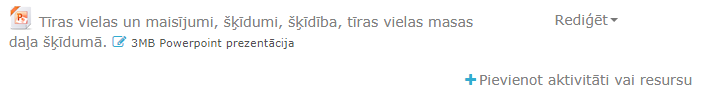 Tīras vielas un maisījumi, šķīdumi, šķīdība, tīras vielas masas Rediģēt
daļa šķīdumā. 3MB Powerpoint prezentācija
Pievienot aktivitāti vai resursu